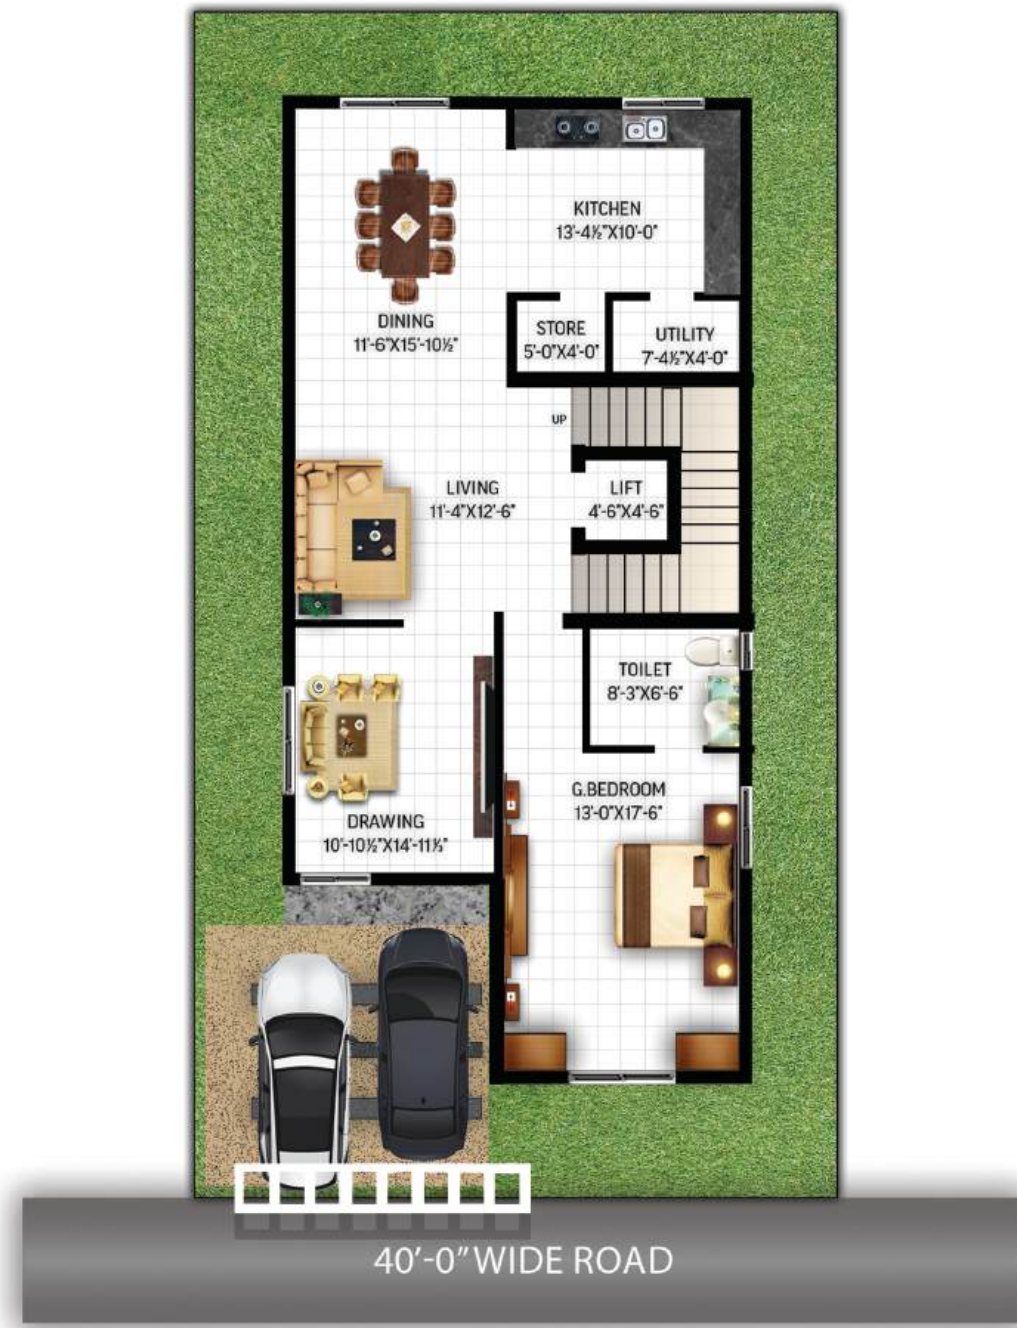 KITCHEN
13'-4½"X10'-0"
DINING
11'-6"X15'-10½"
STORE
5'-0"X4'-0"
UTILITY
7'-4½"X4'-0"
UP
LIVING
11'-4"X12'-6"
LIFT
4'-6"X4'-6"
TOILET
8'-3"X6'-6"
G.BEDROOM
13'-0"X17'-6"
DRAWING
10'-10½"X14'-11½"
40'-0" WIDE ROAD